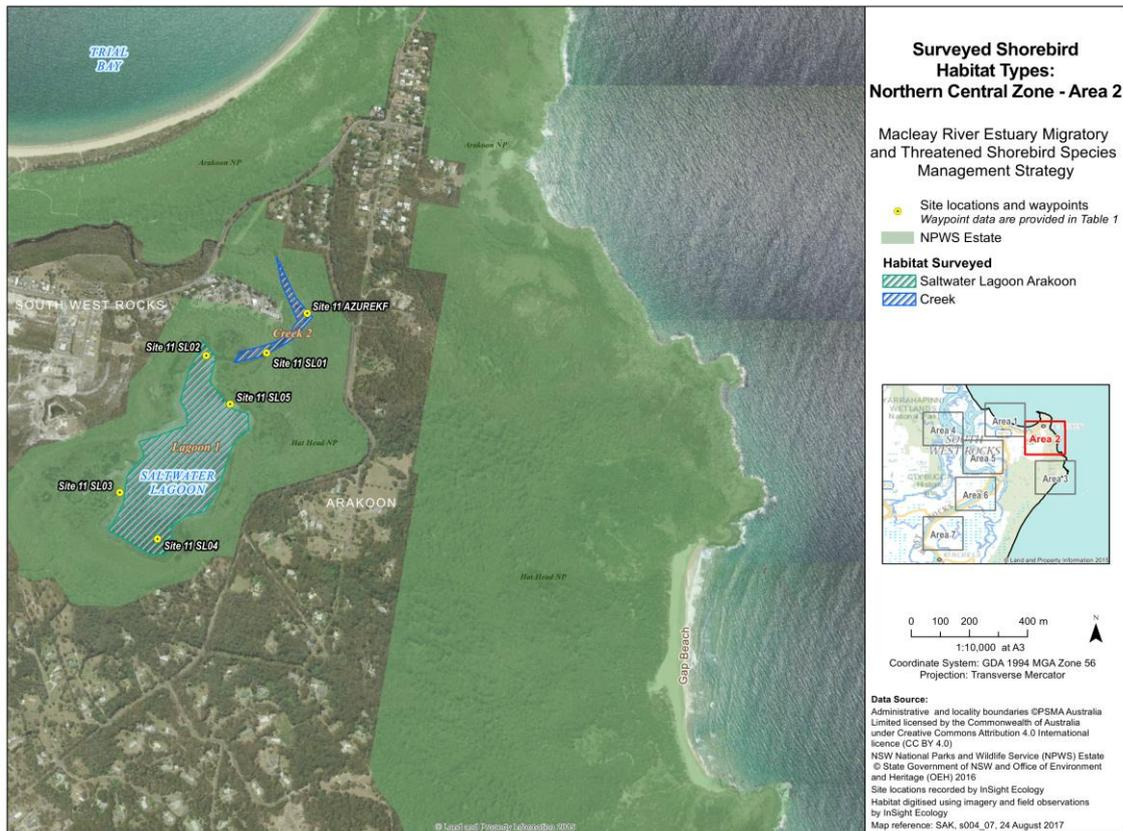 TRIAL
BAY
Arakoon NP
Arakoon NP
SOUTH WEST ROCKS
Site 11 AZUREKF
Creek 2
Site 11 SL02
Site 11 SL01
Site 11 SL05
Lagoon 1
Hat Head NP
SALTWATER
LAGOON
Site 11 SL03
ARAKOON
Site 11 SL04
Hat Head NP
Gap Beach
© Land and Property Information 2015
Surveyed Shorebird
Habitat Types:
Northern Central Zone - Area 2
Macleay River Estuary Migratory
and Threatened Shorebird Species
Management Strategy
Site locations and waypoints
Waypoint data are provided in Table 1
NPWS Estate
Habitat Surveyed
Saltwater Lagoon Arakoon
Creek
YARRAHAPINNI
WETLANDS
National Park
Area 1
Area 4
Area 2
SOUTH
WEST ROCKS
Area 5
Area 3
Area 6
Area 7
© Land and Property Information 2015
0 100 200 400 m
N
1:10,000 at A3
Coordinate System: GDA 1994 MGA Zone 56
Projection: Transverse Mercator
Data Source:
Administrative and locality boundaries ©PSMA Australia
Limited licensed by the Commonwealth of Australia
under Creative Commons Attribution 4.0 International
licence (CC BY 4.0)
NSW National Parks and Wildlife Service (NPWS) Estate
© State Government of NSW and Office of Environment
and Heritage (OEH) 2016
Site locations recorded by InSight Ecology
Habitat digitised using imagery and field observations
by InSight Ecology
Map reference: SAK, s004_07, 24 August 2017